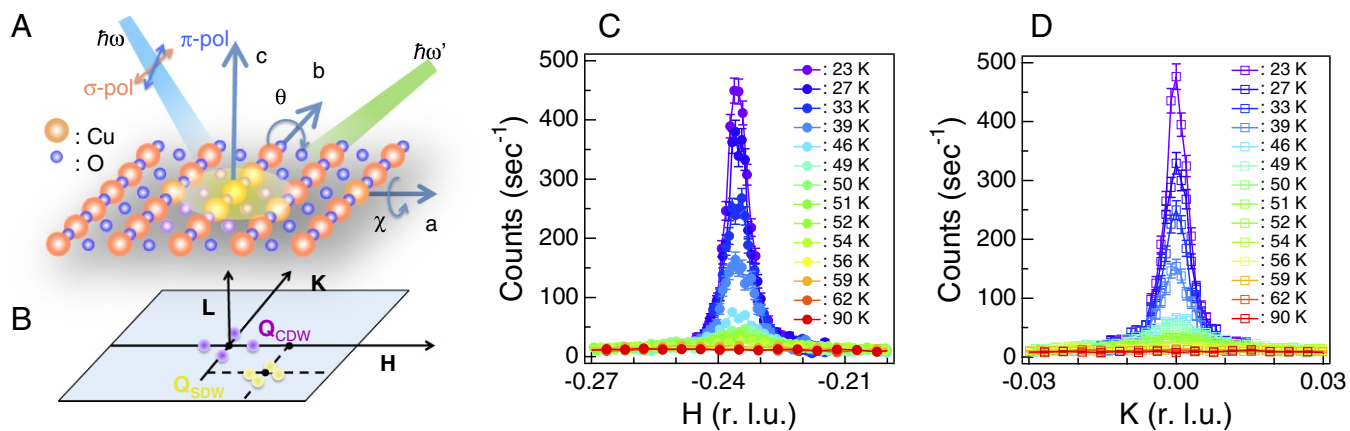 A
ħω
π-pol
σ-pol
c
b
θ
ħω’
: Cu
: O
χ
a
B
L
K
Q_CDW
H
Q_SDW
C
Counts (sec⁻¹)
500
400
300
200
100
0
-0.27
-0.24
-0.21
H (r. l.u.)
: 23 K
: 27 K
: 33 K
: 39 K
: 46 K
: 49 K
: 50 K
: 51 K
: 52 K
: 54 K
: 56 K
: 59 K
: 62 K
: 90 K
D
Counts (sec⁻¹)
500
400
300
200
100
0
-0.03
0.00
0.03
K (r. l.u.)
: 23 K
: 27 K
: 33 K
: 39 K
: 46 K
: 49 K
: 50 K
: 51 K
: 52 K
: 54 K
: 56 K
: 59 K
: 62 K
: 90 K